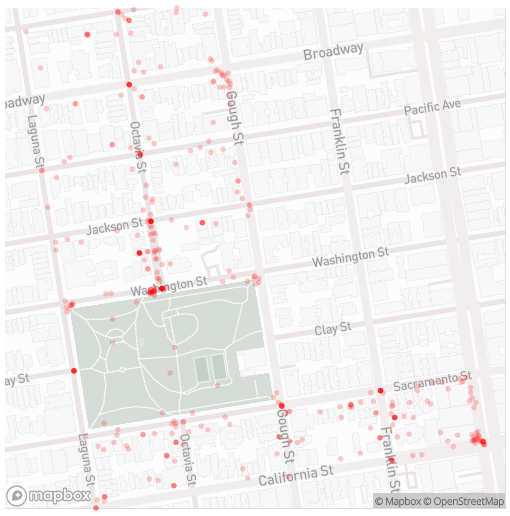 Broadway
oadway
Gough St
Pacific Ave
Franklin St
Octavia St
Laguna St
Jackson St
Jackson St
Washington St
Washington St
Clay St
ay St
Sacramento St
Gough St
Franklin St
Laguna St
Octavia St
California St
mapbox
© Mapbox © OpenStreetMap